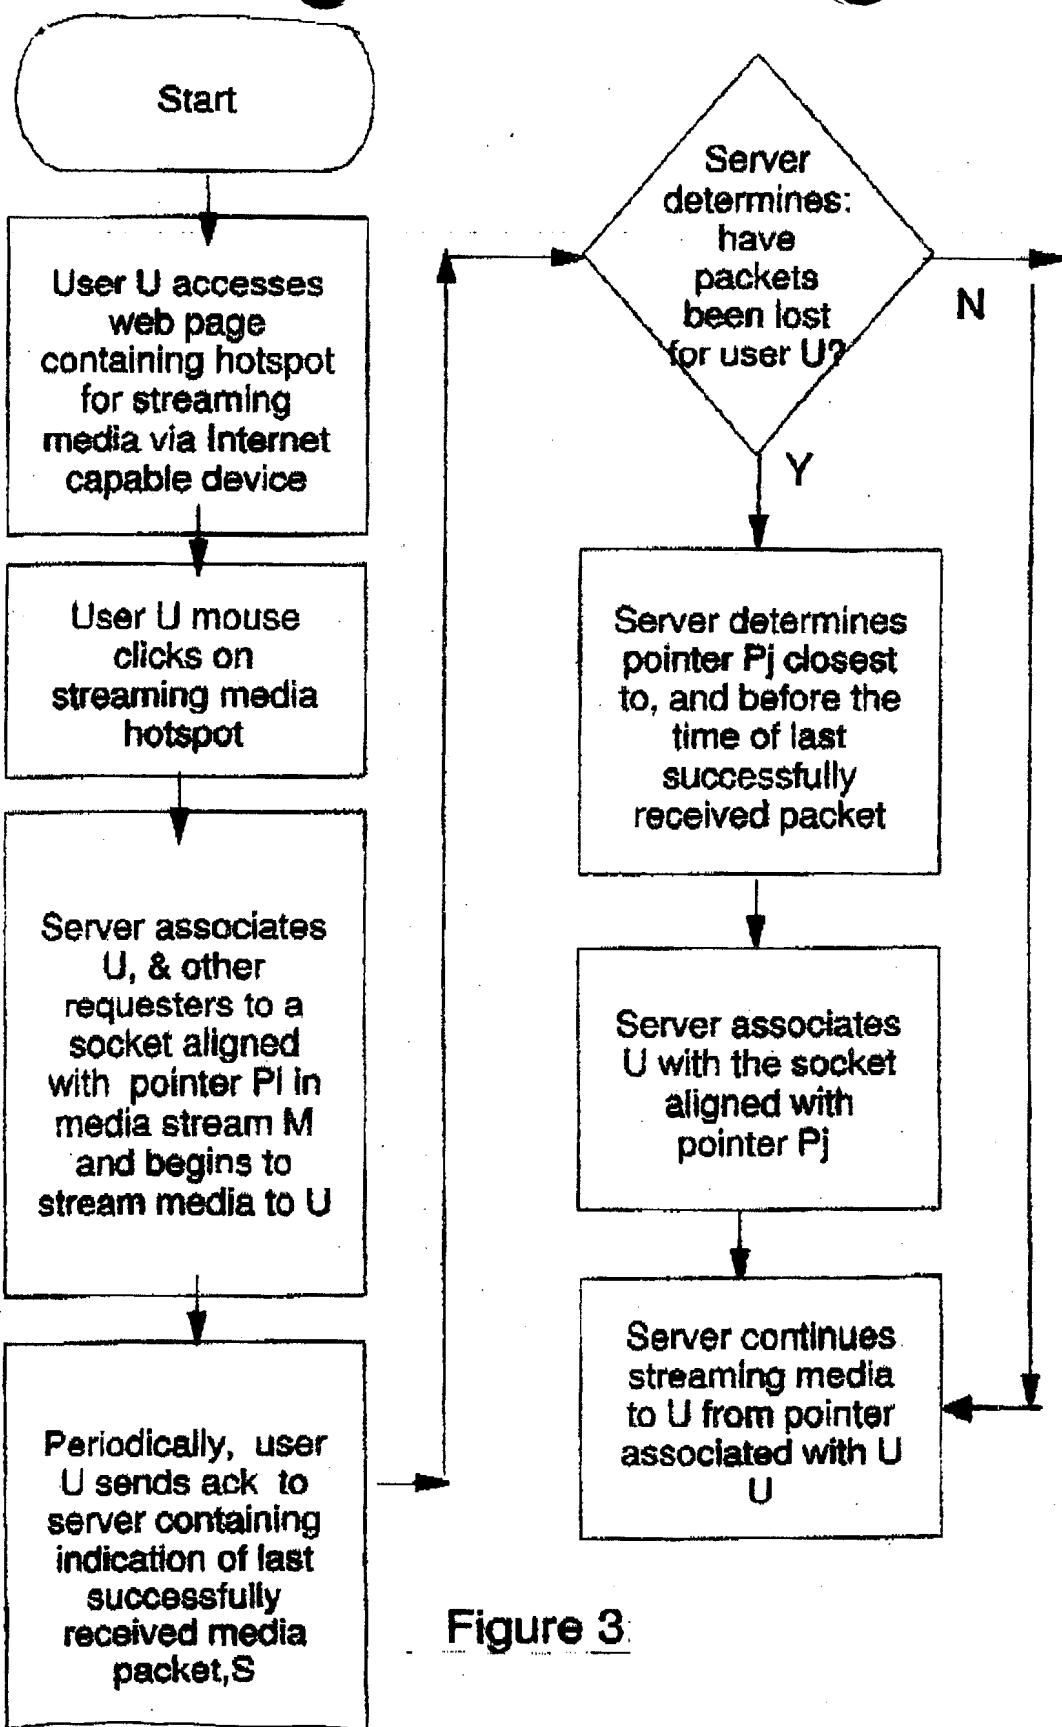 Start
User U accesses
web page
containing hotspot
for streaming
media via Internet
capable device
User U mouse
clicks on
streaming media
hotspot
Server associates
U, & other
requesters to a
socket aligned
with pointer Pi in
media stream M
and begins to
stream media to U
Periodically, user
U sends ack to
server containing
indication of last
successfully
received media
packet,S
Server
determines:
have
packets
been lost
for user U?
N
Y
Server determines
pointer Pj closest
to, and before the
time of last
successfully
received packet
Server associates
U with the socket
aligned with
pointer Pj
Server continues
streaming media
to U from pointer
associated with U
U
Figure 3